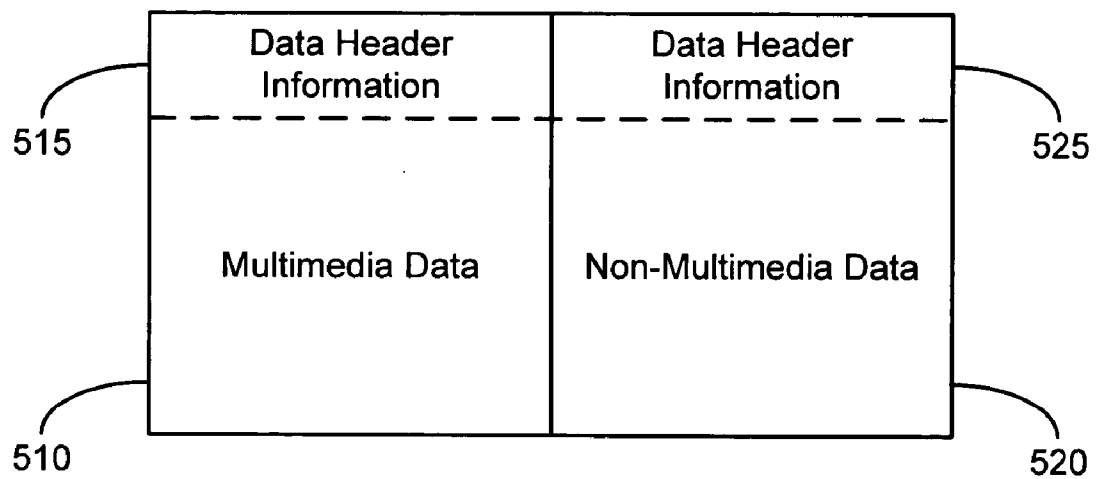 Data Header
Information
Data Header
Information
515
525
Multimedia Data
Non-Multimedia Data
510
520